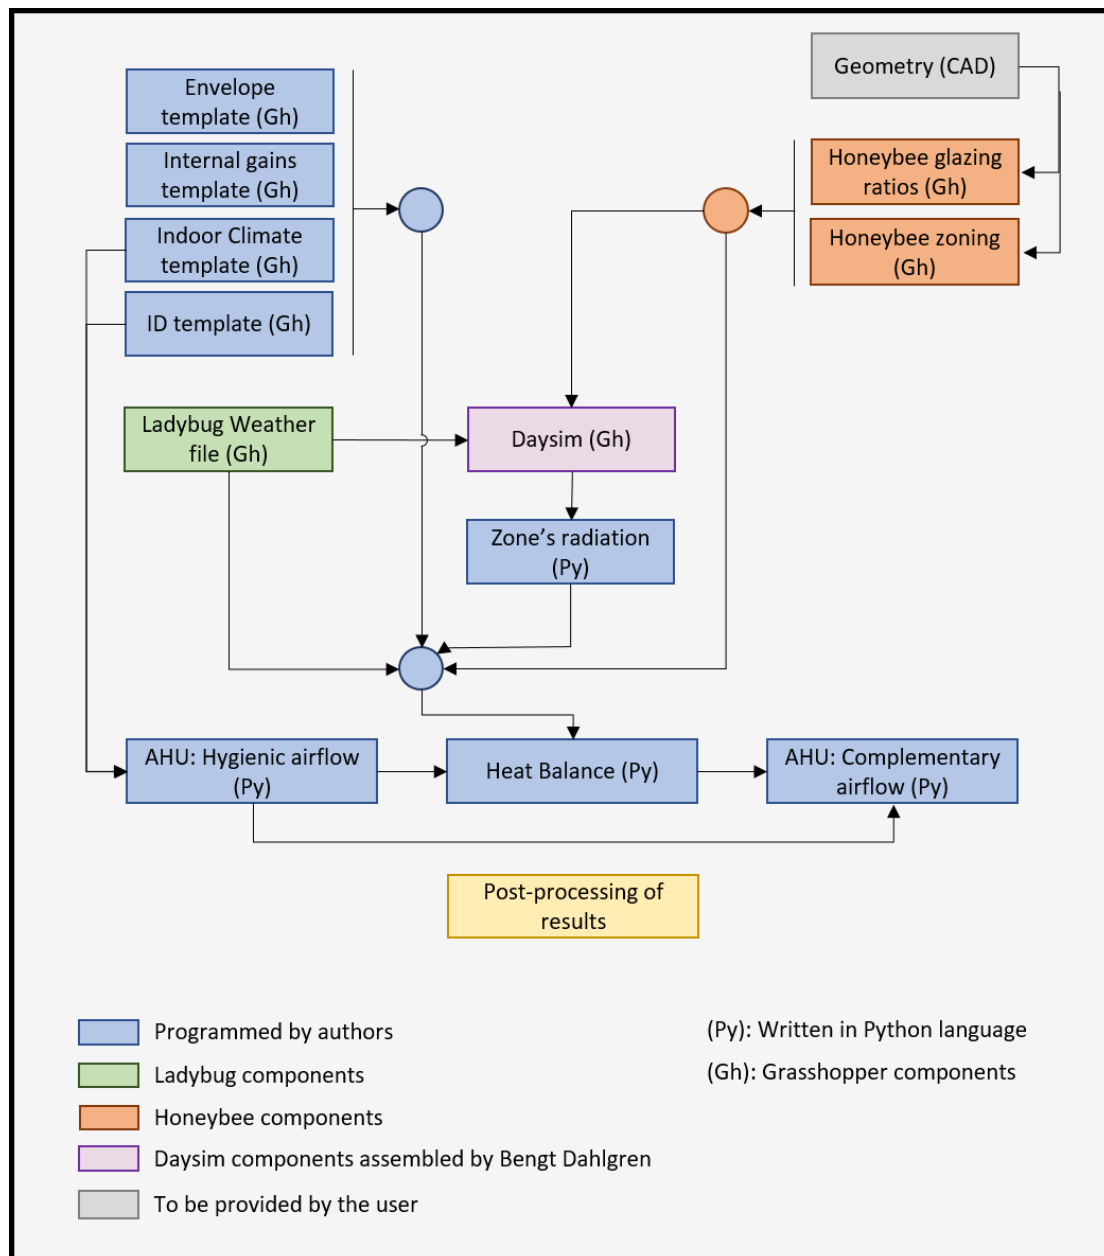 Envelope
template (Gh)
Internal gains
template (Gh)
Indoor Climate
template (Gh)
ID template (Gh)
Geometry (CAD)
Honeybee glazing
ratios (Gh)
Honeybee zoning
(Gh)
Ladybug Weather
file (Gh)
Daysim (Gh)
Zone’s radiation
(Py)
AHU: Hygienic airflow
(Py)
Heat Balance (Py)
AHU: Complementary
airflow (Py)
Post-processing of
results
Programmed by authors
Ladybug components
Honeybee components
Daysim components assembled by Bengt Dahlgren
To be provided by the user
(Py): Written in Python language
(Gh): Grasshopper components